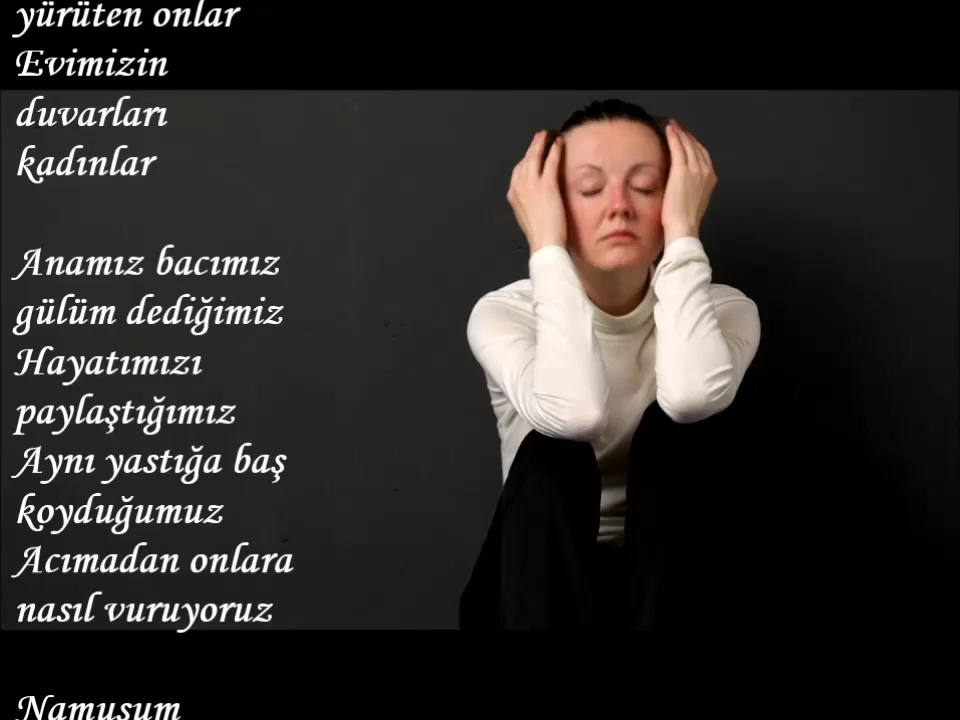 yürüten onlar
Evimizin
duvarları
kadınlar
Anamız bacımız
gülüm dediğimiz
Hayatımızı
paylaştığımız
Aynı yastığa baş
koyduğumuz
Acımadan onlara
nasıl vuruyoruz
Namusum